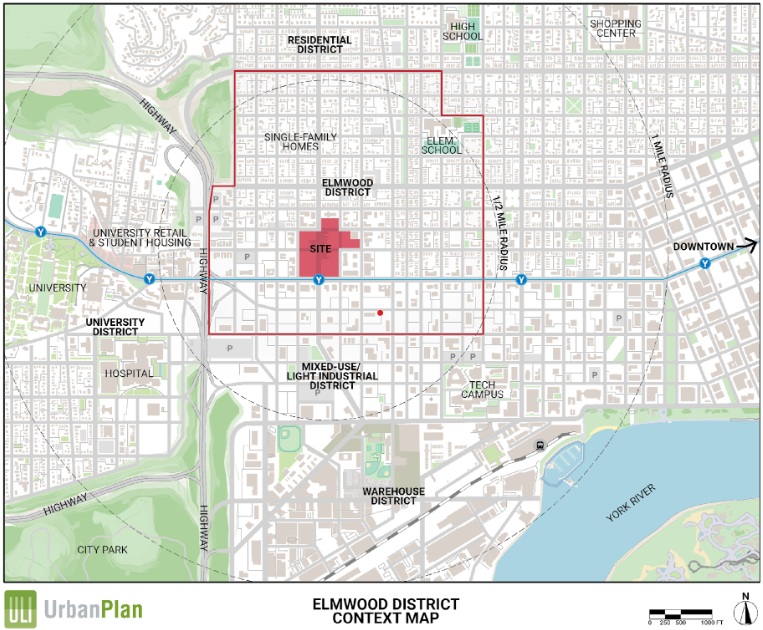 RESIDENTIAL
DISTRICT
HIGH
SCHOOL
SHOPPING
CENTER
HIGHWAY
SINGLE-FAMILY
HOMES
ELEM.
SCHOOL
1 MILE RADIUS
ELMWOOD
DISTRICT
P
P
P
1/2 MILE RADIUS
UNIVERSITY RETAIL
& STUDENT HOUSING
Y
SITE
DOWNTOWN
HIGHWAY
P
Y
Y
Y
Y
UNIVERSITY
UNIVERSITY
DISTRICT
P
P
P
P
HOSPITAL
MIXED-USE/
LIGHT INDUSTRIAL
DISTRICT
P
P
TECH
CAMPUS
P
WAREHOUSE
DISTRICT
YORK RIVER
HIGHWAY
HIGHWAY
CITY PARK
ULI UrbanPlan
ELMWOOD DISTRICT
CONTEXT MAP
N
0 250 500 1000 FT